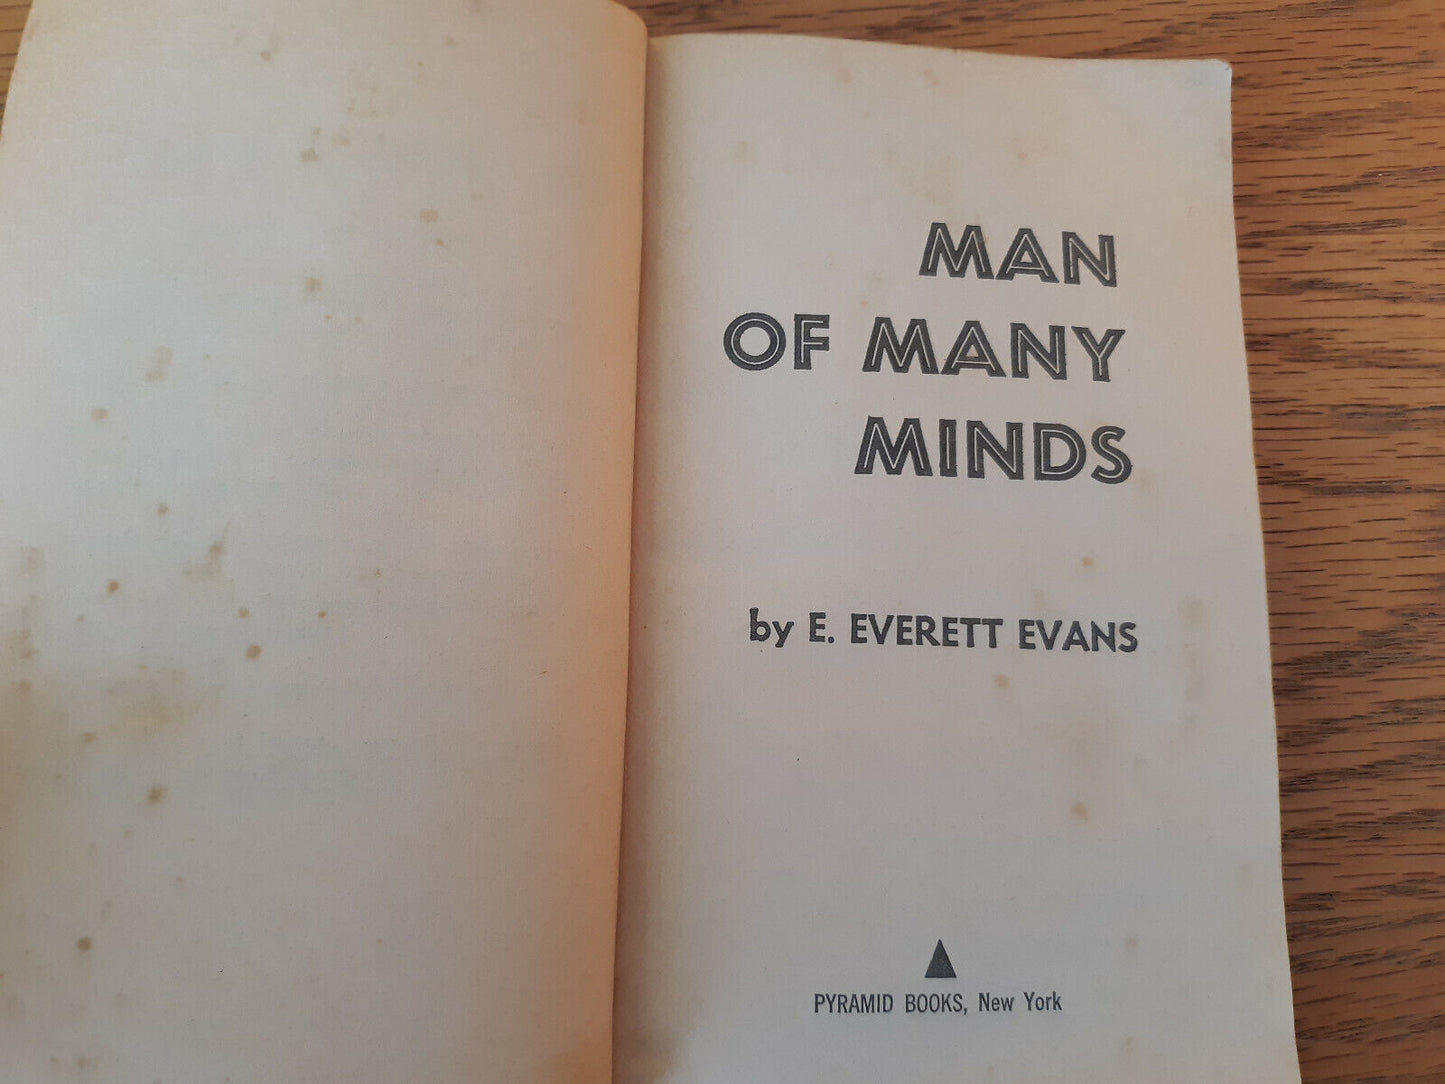 MAN
OF MANY
MINDS
by E. EVERETT EVANS
PYRAMID BOOKS, New York